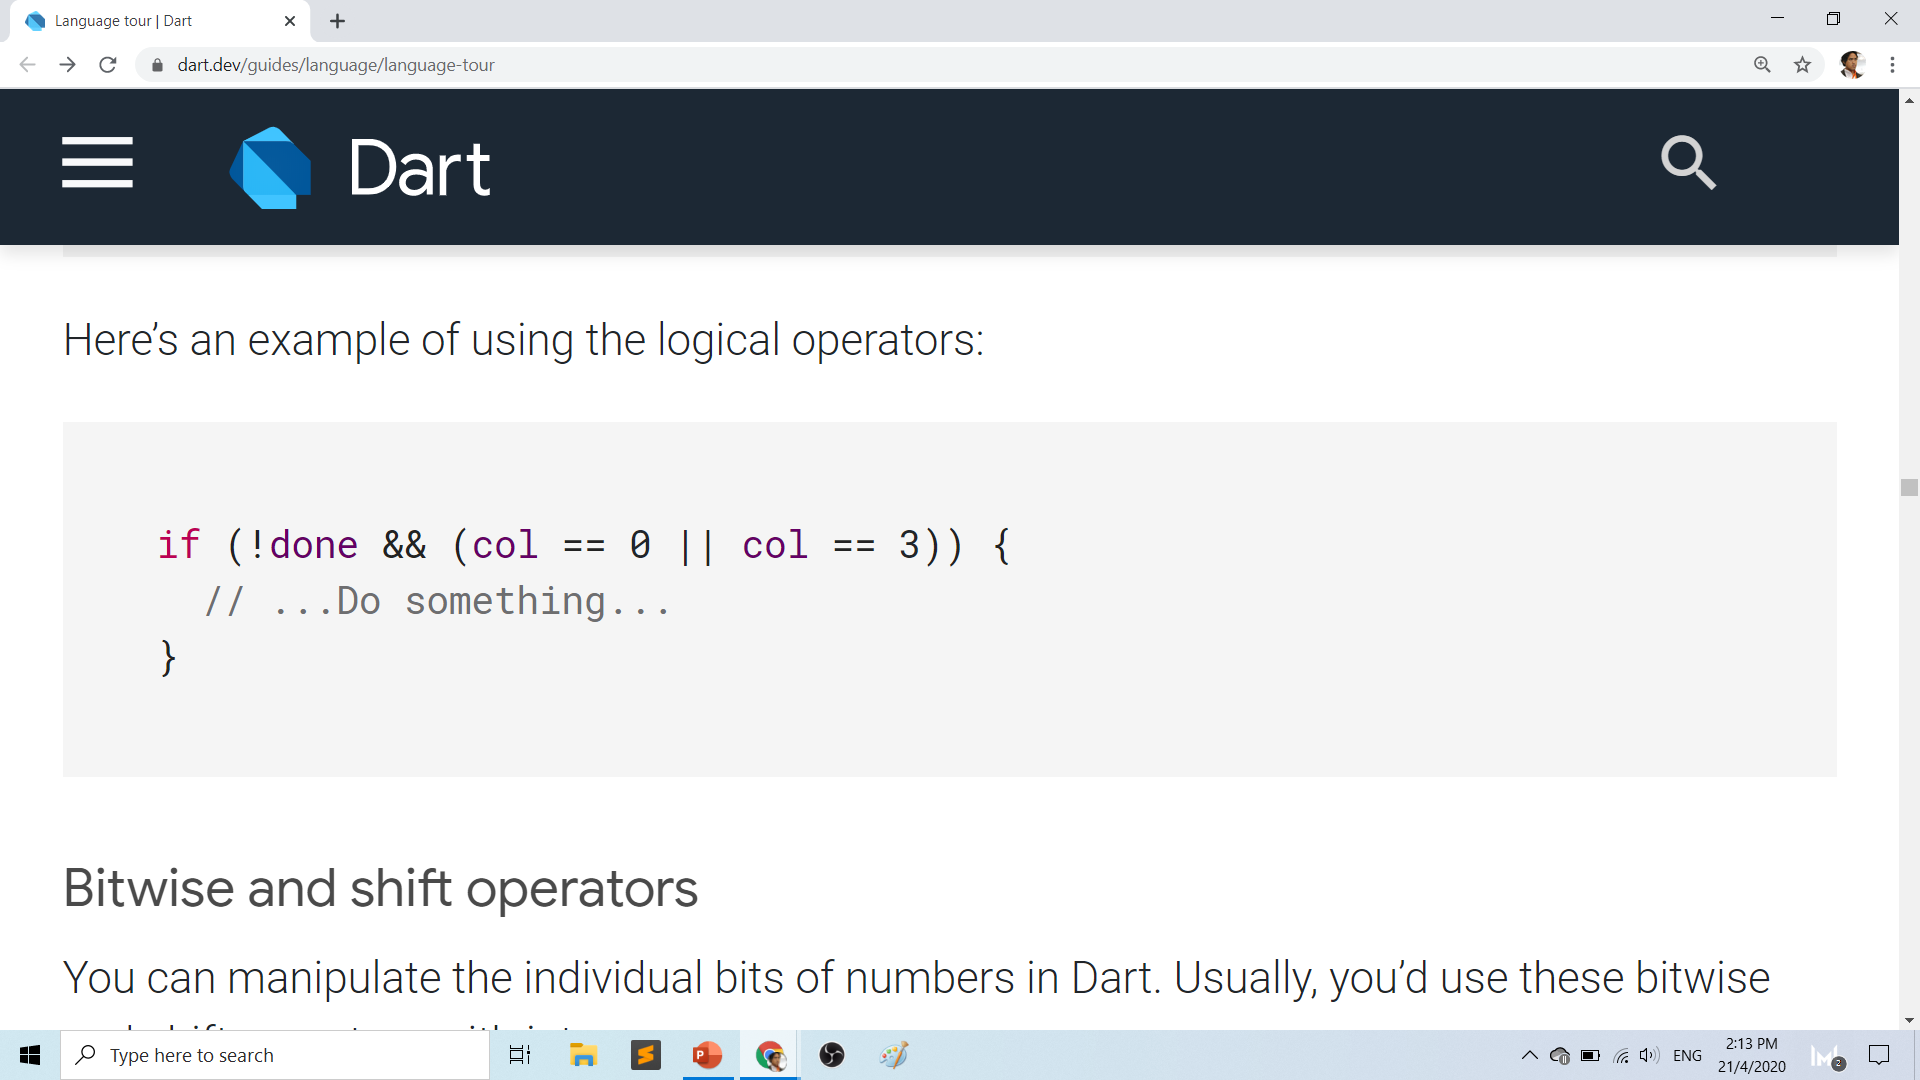 Language tour | Dart
dart.dev/guides/language/language-tour
Dart
Here’s an example of using the logical operators:
if (!done && (col == 0 || col == 3)) {
// ...Do something...
}
Bitwise and shift operators
You can manipulate the individual bits of numbers in Dart. Usually, you’d use these bitwise
Type here to search
ENG
2:13 PM
21/4/2020
2